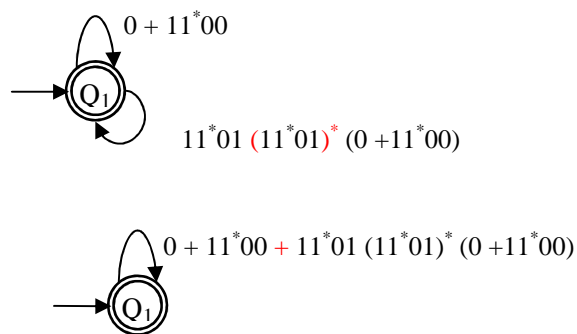 0 + 11*00
Q₁
11*01 (11*01)* (0 +11*00)
0 + 11*00 + 11*01 (11*01)* (0 +11*00)
Q₁